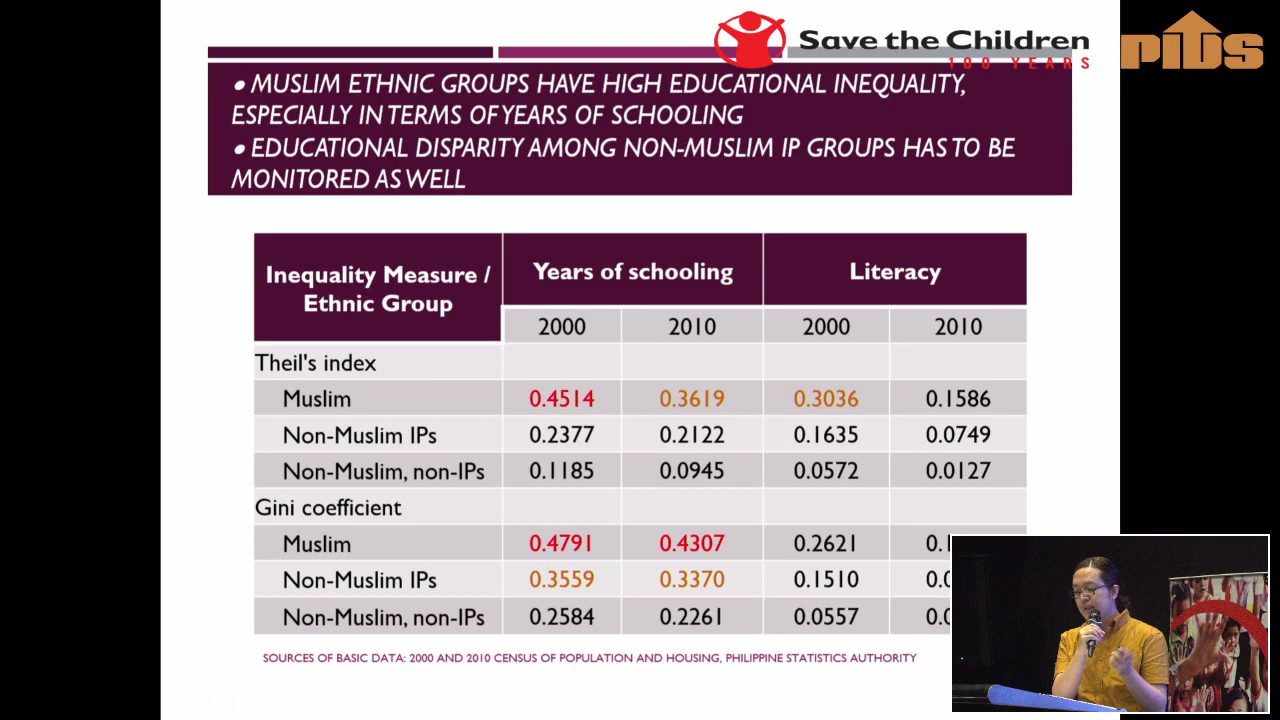 Save the Children
100 YEARS
PIDS
• MUSLIM ETHNIC GROUPS HAVE HIGH EDUCATIONAL INEQUALITY,
ESPECIALLY IN TERMS OF YEARS OF SCHOOLING
• EDUCATIONAL DISPARITY AMONG NON-MUSLIM IP GROUPS HAS TO BE
MONITORED AS WELL
Inequality Measure / Years of schooling Literacy
Ethnic Group
2000 2010 2000 2010
Theil's index
Muslim 0.4514 0.3619 0.3036 0.1586
Non-Muslim IPs 0.2377 0.2122 0.1635 0.0749
Non-Muslim, non-IPs 0.1185 0.0945 0.0572 0.0127
Gini coefficient
Muslim 0.4791 0.4307 0.2621
Non-Muslim IPs 0.3559 0.3370 0.1510
Non-Muslim, non-IPs 0.2584 0.2261 0.0557
SOURCES OF BASIC DATA: 2000 AND 2010 CENSUS OF POPULATION AND HOUSING, PHILIPPINE STATISTICS AUTHORITY